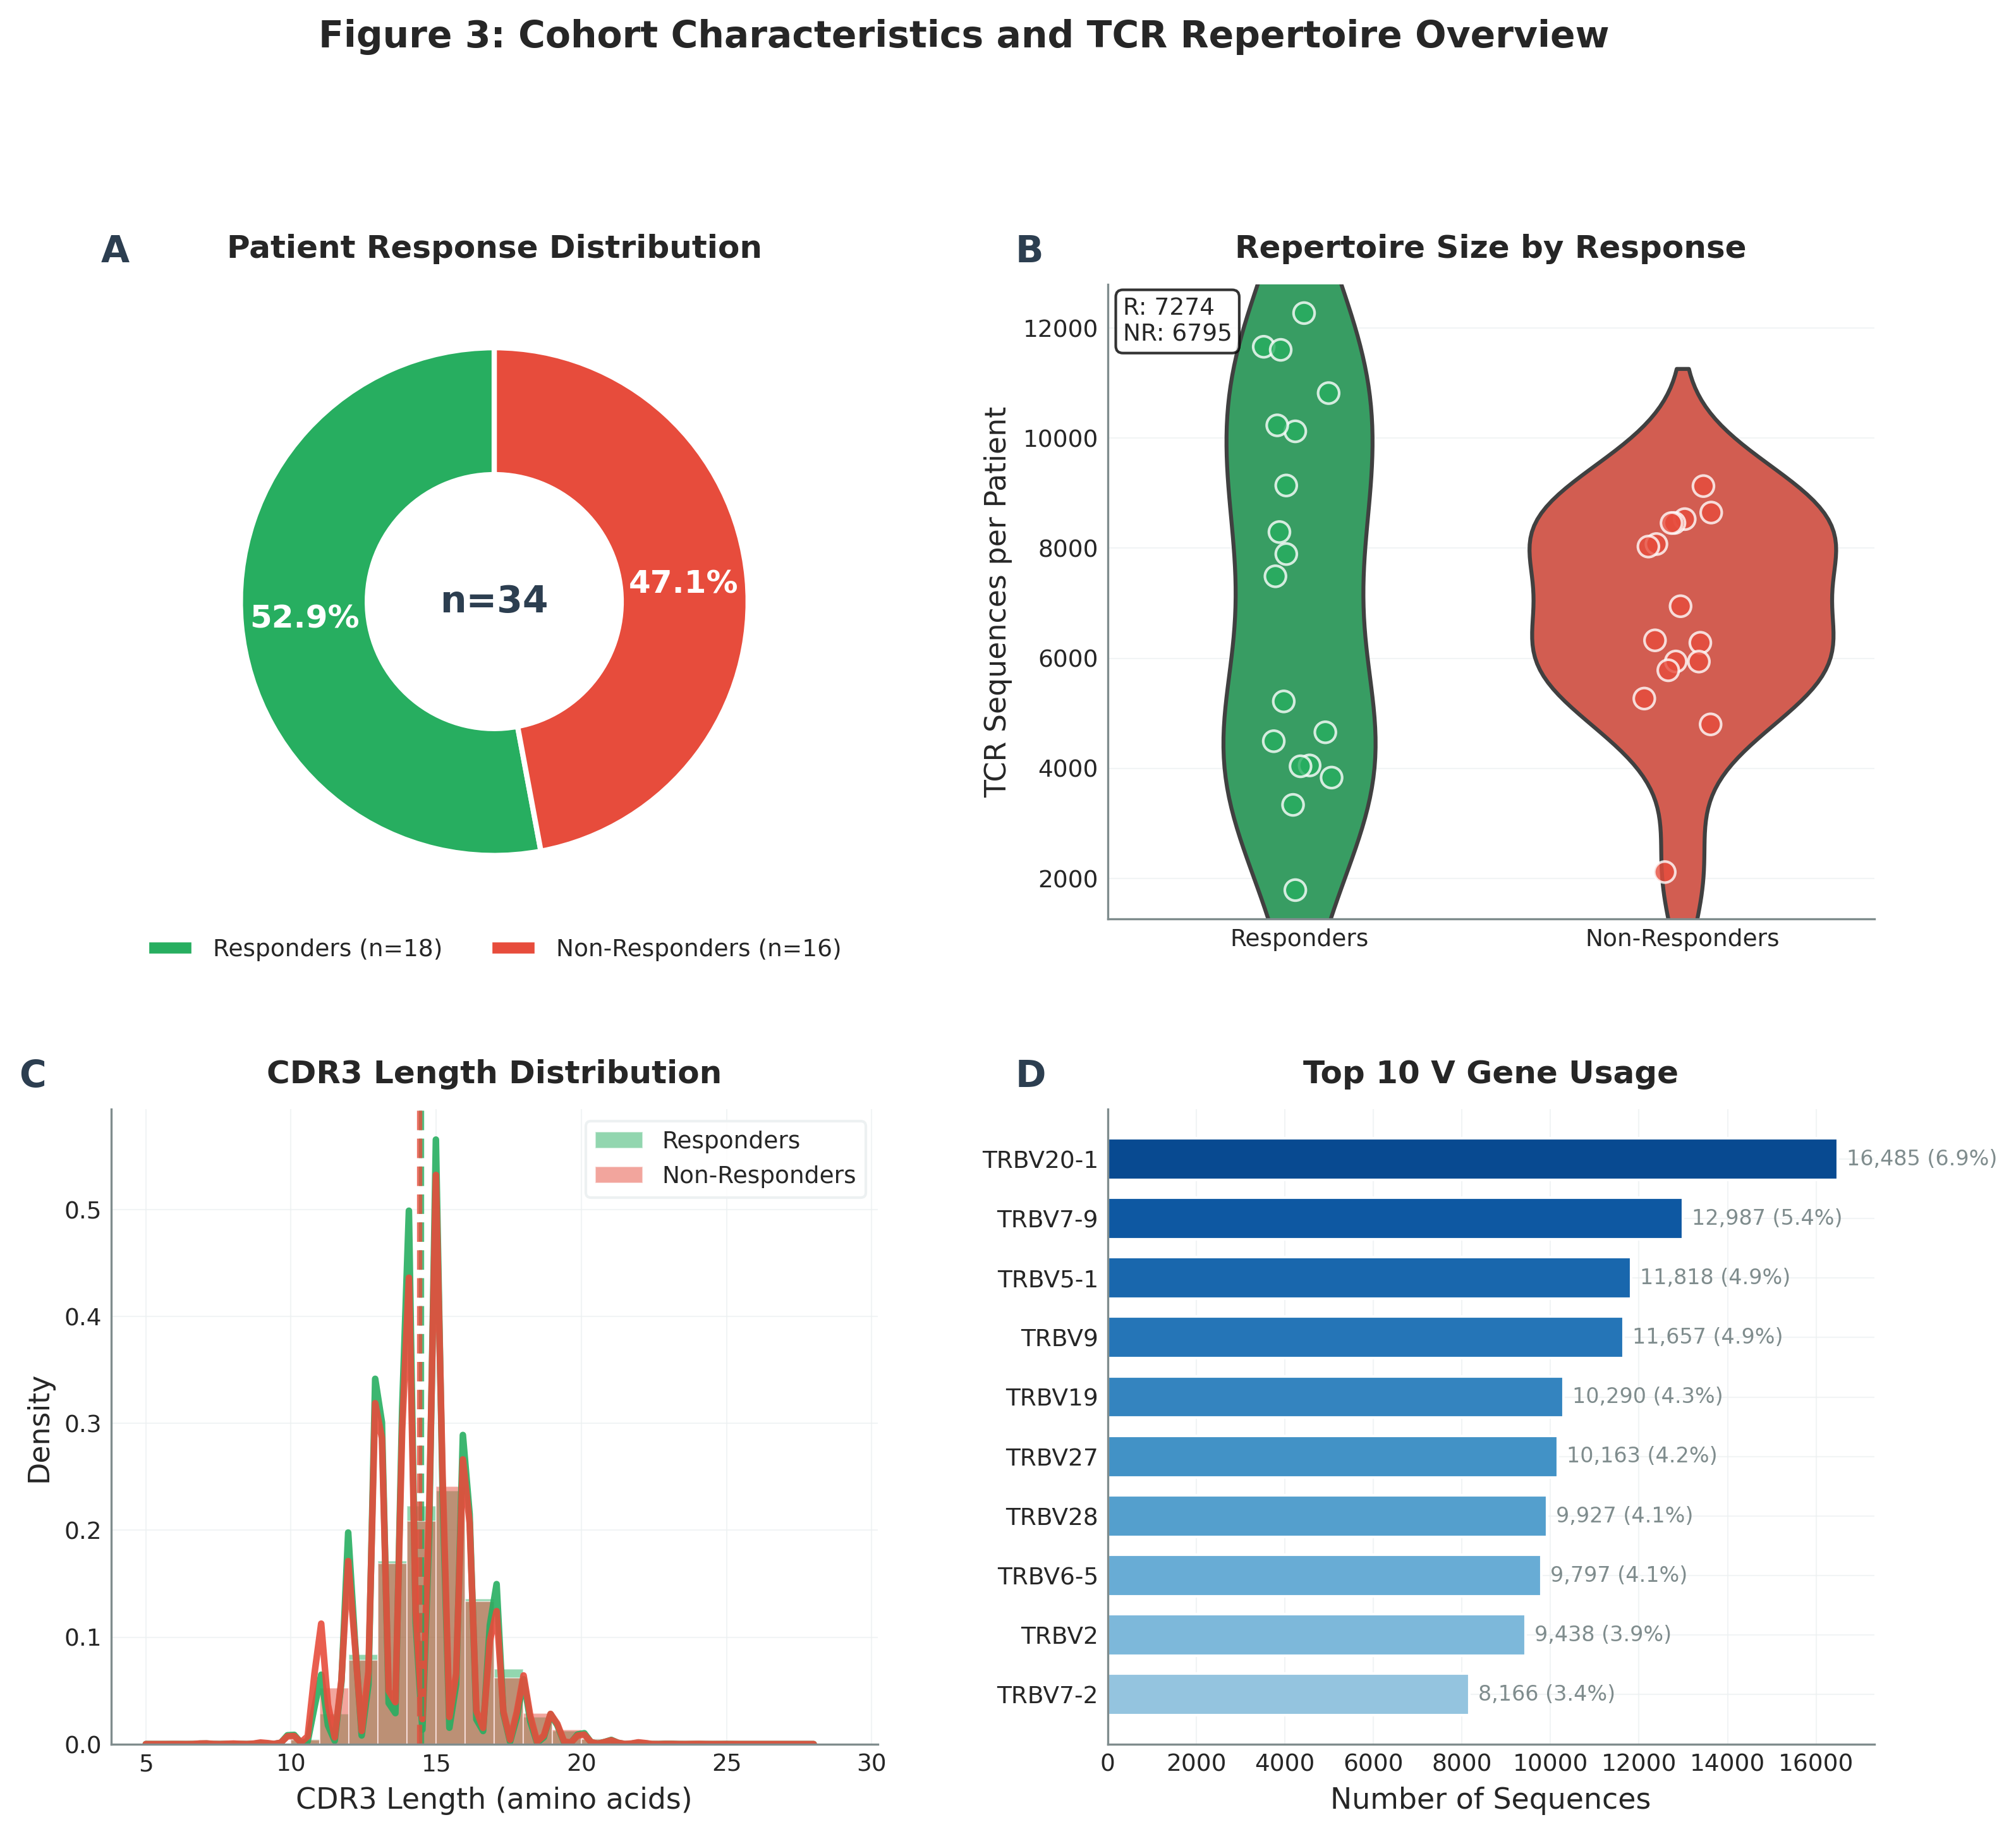 Figure 3: Cohort Characteristics and TCR Repertoire Overview
A
Patient Response Distribution
52.9%
n=34
47.1%
Responders (n=18)
Non-Responders (n=16)
B
Repertoire Size by Response
R: 7274
NR: 6795
TCR Sequences per Patient
12000
10000
8000
6000
4000
2000
Responders
Non-Responders
C
CDR3 Length Distribution
Responders
Non-Responders
Density
0.5
0.4
0.3
0.2
0.1
0.0
5 10 15 20 25 30
CDR3 Length (amino acids)
D
Top 10 V Gene Usage
TRBV20-1 16,485 (6.9%)
TRBV7-9 12,987 (5.4%)
TRBV5-1 11,818 (4.9%)
TRBV9 11,657 (4.9%)
TRBV19 10,290 (4.3%)
TRBV27 10,163 (4.2%)
TRBV28 9,927 (4.1%)
TRBV6-5 9,797 (4.1%)
TRBV2 9,438 (3.9%)
TRBV7-2 8,166 (3.4%)
0 2000 4000 6000 8000 10000 12000 14000 16000
Number of Sequences